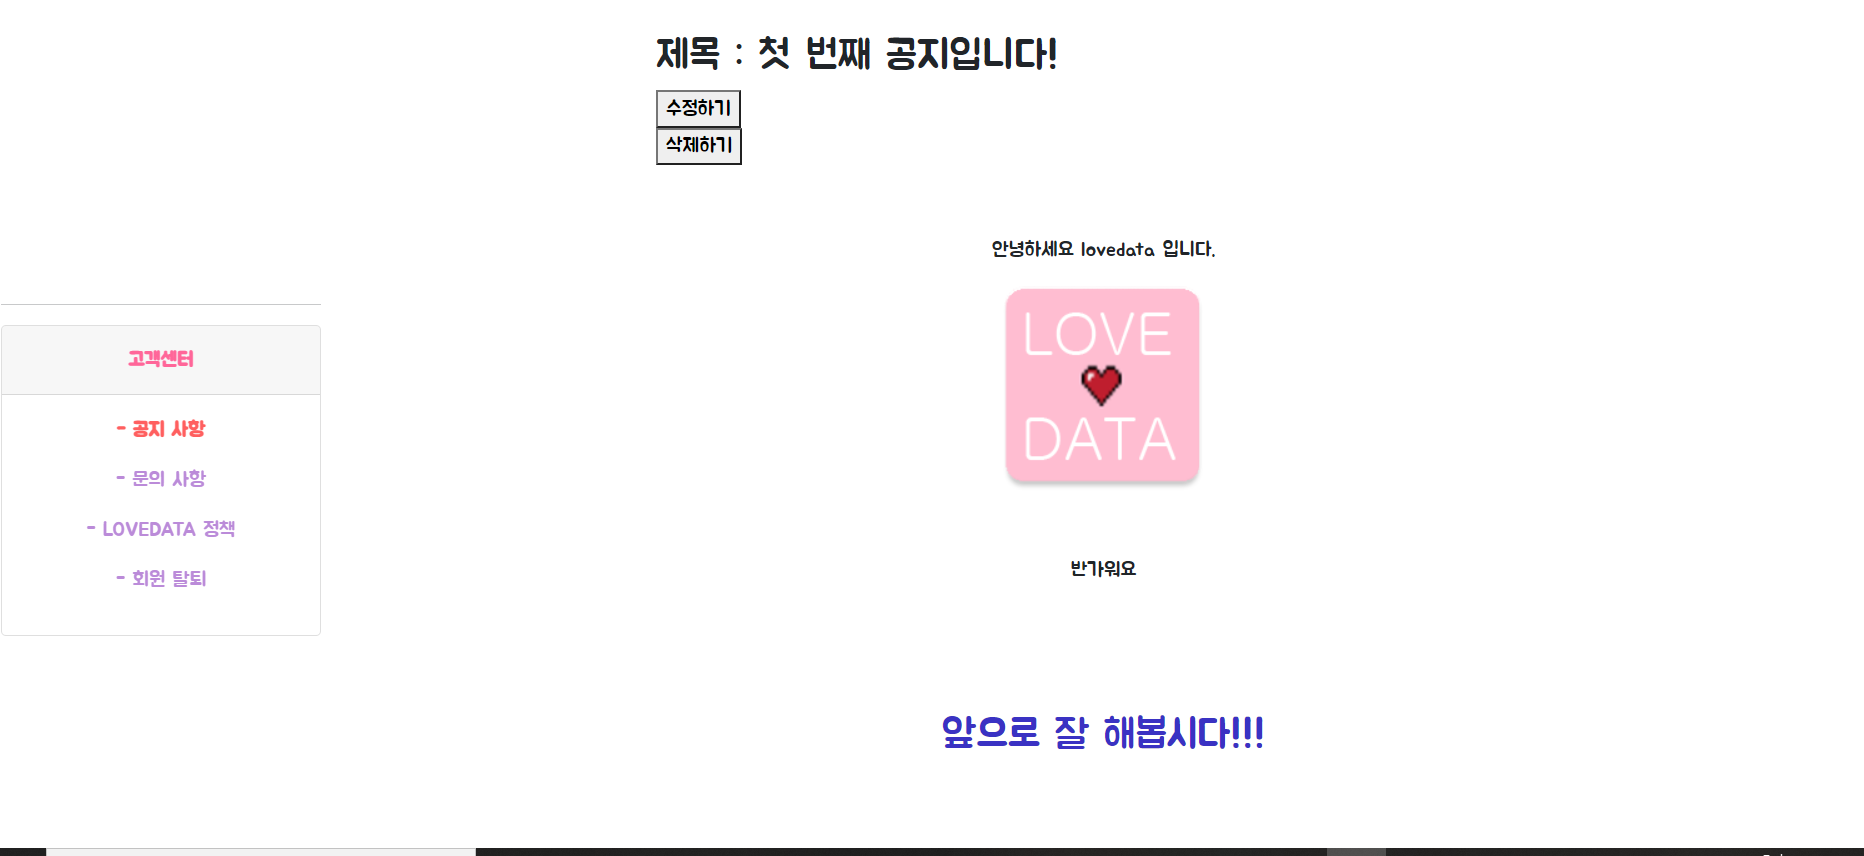 제목 : 첫 번째 공지입니다!
수정하기
삭제하기
안녕하세요 lovedata 입니다.
LOVE
DATA
반가워요
앞으로 잘 해봅시다!!!
고객센터
- 공지 사항
- 문의 사항
- LOVEDATA 정책
- 회원 탈퇴